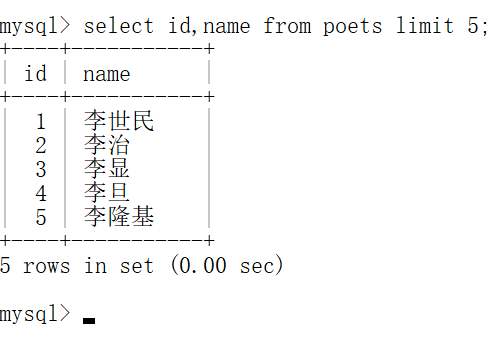 mysql> select id,name from poets limit 5;
+----+-----------+
| id | name      |
+----+-----------+
|  1 | 李世民    |
|  2 | 李治      |
|  3 | 李显      |
|  4 | 李旦      |
|  5 | 李隆基    |
+----+-----------+
5 rows in set (0.00 sec)
mysql>